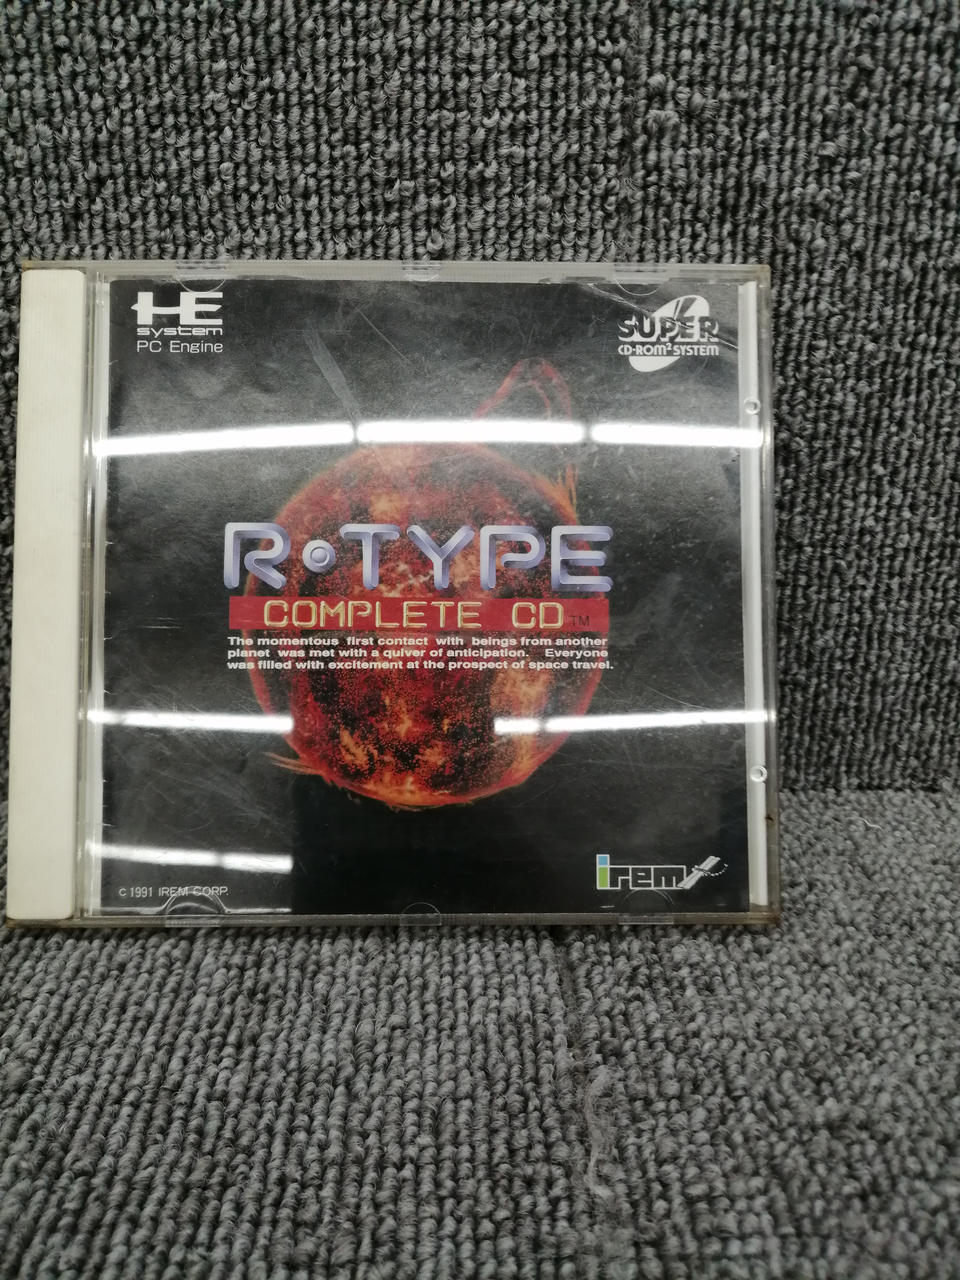 HE
system
PC Engine
SUPER
CD-ROM² SYSTEM
R•TYPE
COMPLETE CD TM
The momentous first contact with beings from another
planet was met with a quiver of anticipation. Everyone
was filled with excitement at the prospect of space travel.
irem
© 1991 IREM CORP.